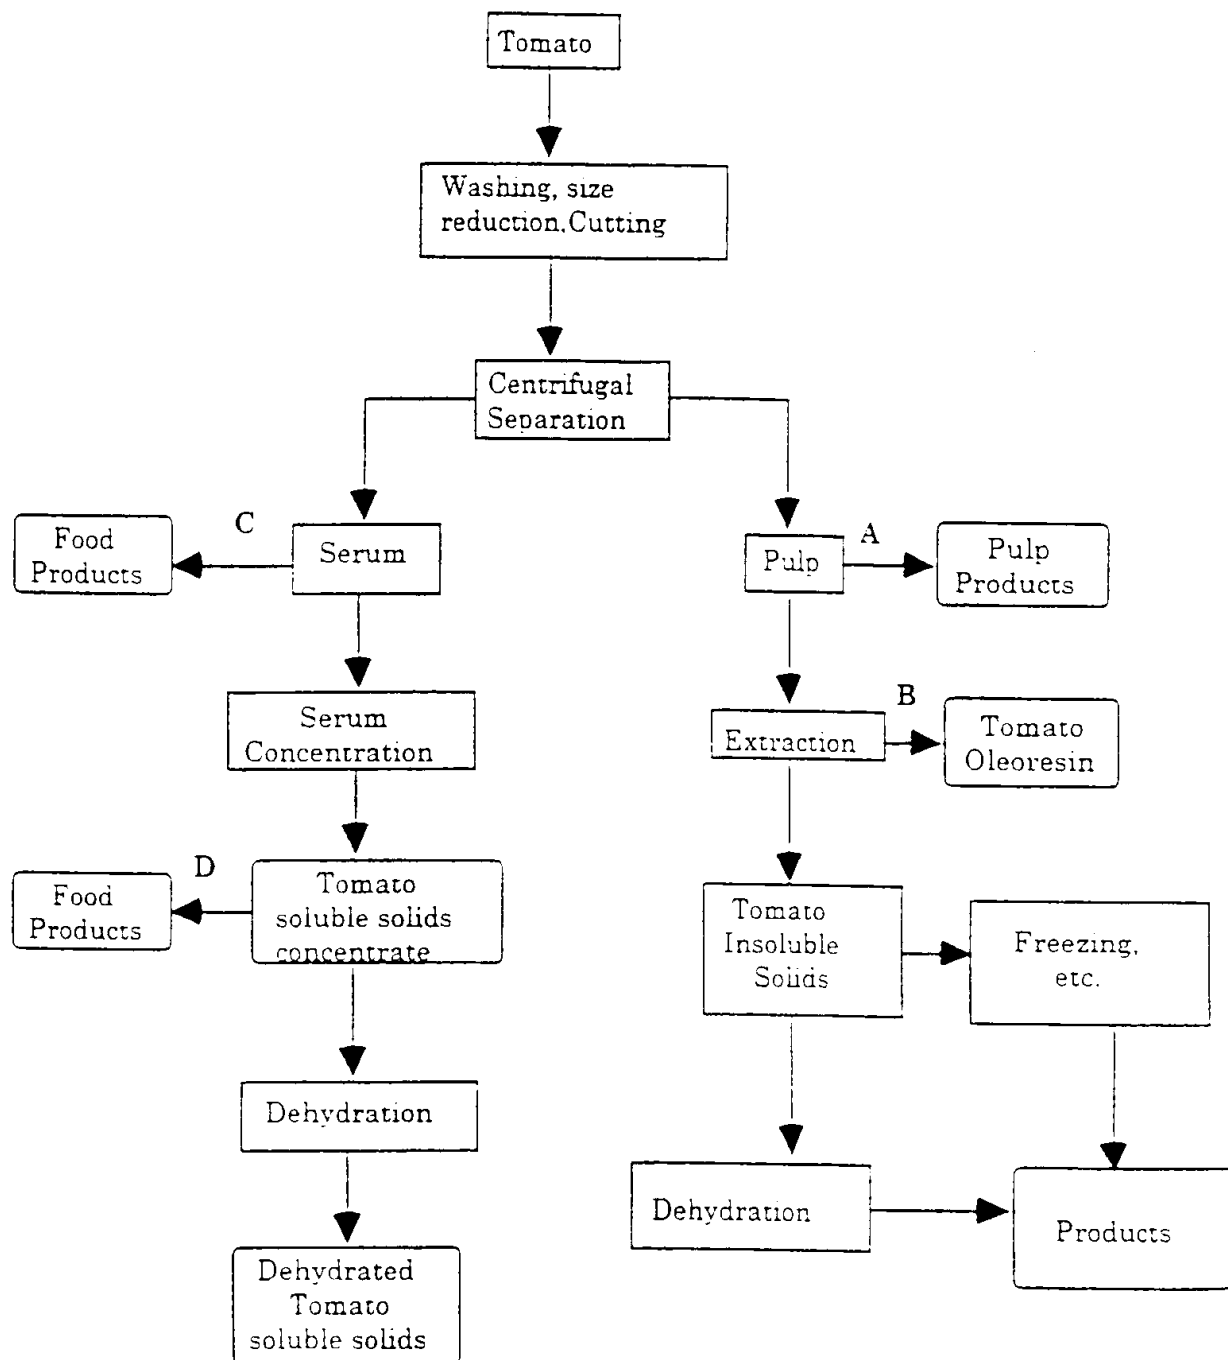 Tomato
Washing, size
reduction,Cutting
Centrifugal
Separation
C
Food
Products
Serum
Pulp
A
Pulp
Products
Serum
Concentration
Extraction
B
Tomato
Oleoresin
D
Food
Products
Tomato
soluble solids
concentrate
Tomato
Insoluble
Solids
Freezing,
etc.
Dehydration
Dehydration
Products
Dehydrated
Tomato
soluble solids